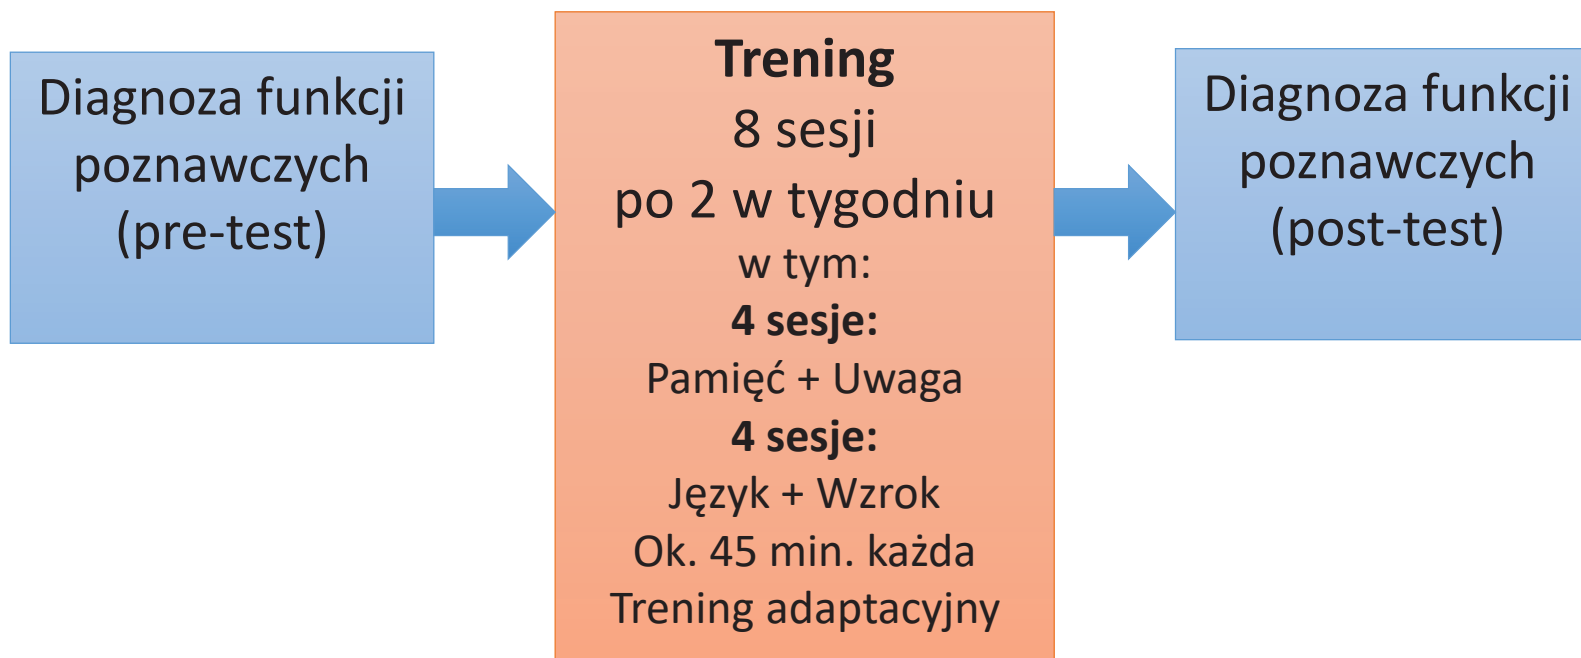 Diagnoza funkcji
poznawczych
(pre-test)
Trening
8 sesji
po 2 w tygodniu
w tym:
4 sesje:
Pamięć + Uwaga
4 sesje:
Język + Wzrok
Ok. 45 min. każda
Trening adaptacyjny
Diagnoza funkcji
poznawczych
(post-test)